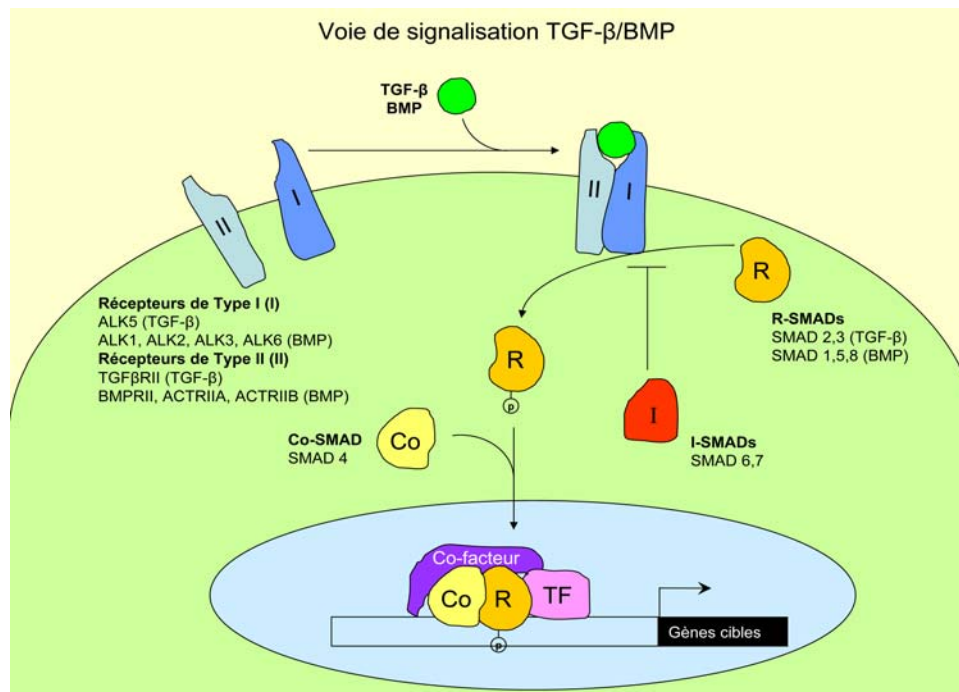 Voie de signalisation TGF-β/BMP
TGF-β
BMP
II
I
II
I
R
Récepteurs de Type I (I)
ALK5 (TGF-β)
ALK1, ALK2, ALK3, ALK6 (BMP)
Récepteurs de Type II (II)
TGFβRII (TGF-β)
BMPRII, ACTRIIA, ACTRIIB (BMP)
R-SMADs
SMAD 2,3 (TGF-β)
SMAD 1,5,8 (BMP)
R
p
I
I-SMADs
SMAD 6,7
Co-SMAD
SMAD 4
Co
Co-facteur
Co
R
TF
p
Gènes cibles